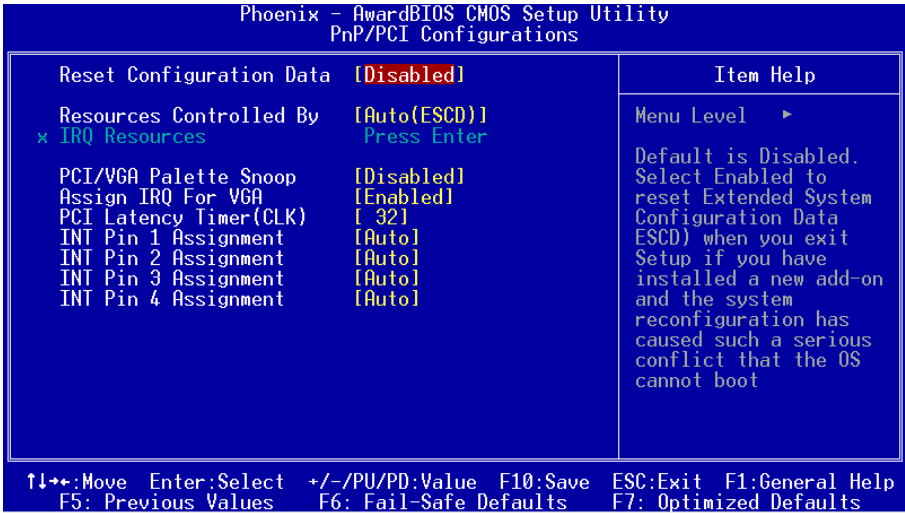 Phoenix - AwardBIOS CMOS Setup Utility
PnP/PCI Configurations
Reset Configuration Data [Disabled]
Resources Controlled By [Auto(ESCD)]
x IRQ Resources Press Enter
PCI/VGA Palette Snoop [Disabled]
Assign IRQ For VGA [Enabled]
PCI Latency Timer(CLK) [ 32]
INT Pin 1 Assignment [Auto]
INT Pin 2 Assignment [Auto]
INT Pin 3 Assignment [Auto]
INT Pin 4 Assignment [Auto]
Item Help
Menu Level ►
Default is Disabled.
Select Enabled to
reset Extended System
Configuration Data
ESCD) when you exit
Setup if you have
installed a new add-on
and the system
reconfiguration has
caused such a serious
conflict that the OS
cannot boot
↑↓→←:Move Enter:Select +/-/PU/PD:Value F10:Save ESC:Exit F1:General Help
F5: Previous Values F6: Fail-Safe Defaults F7: Optimized Defaults